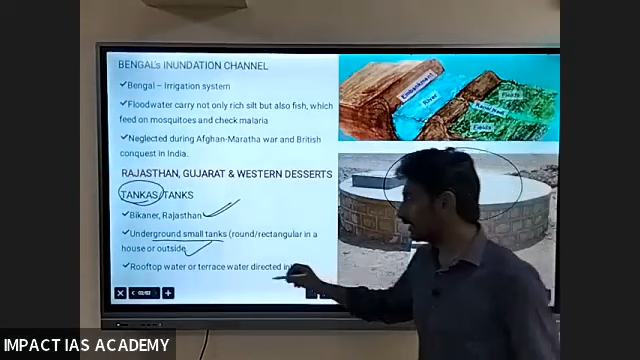 BENGAL's INUNDATION CHANNEL
✓Bengal – Irrigation system
✓Floodwater carry not only rich silt but also fish, which
feed on mosquitoes and check malaria
✓Neglected during Afghan-Maratha war and British
conquest in India.
RAJASTHAN, GUJARAT & WESTERN DESSERTS
TANKAS/TANKS
✓Bikaner, Rajasthan
✓Underground small tanks (round/rectangular in a
house or outside
✓Rooftop water or terrace water directed
Embankment
River
Fields
Fields
IMPACT IAS ACADEMY